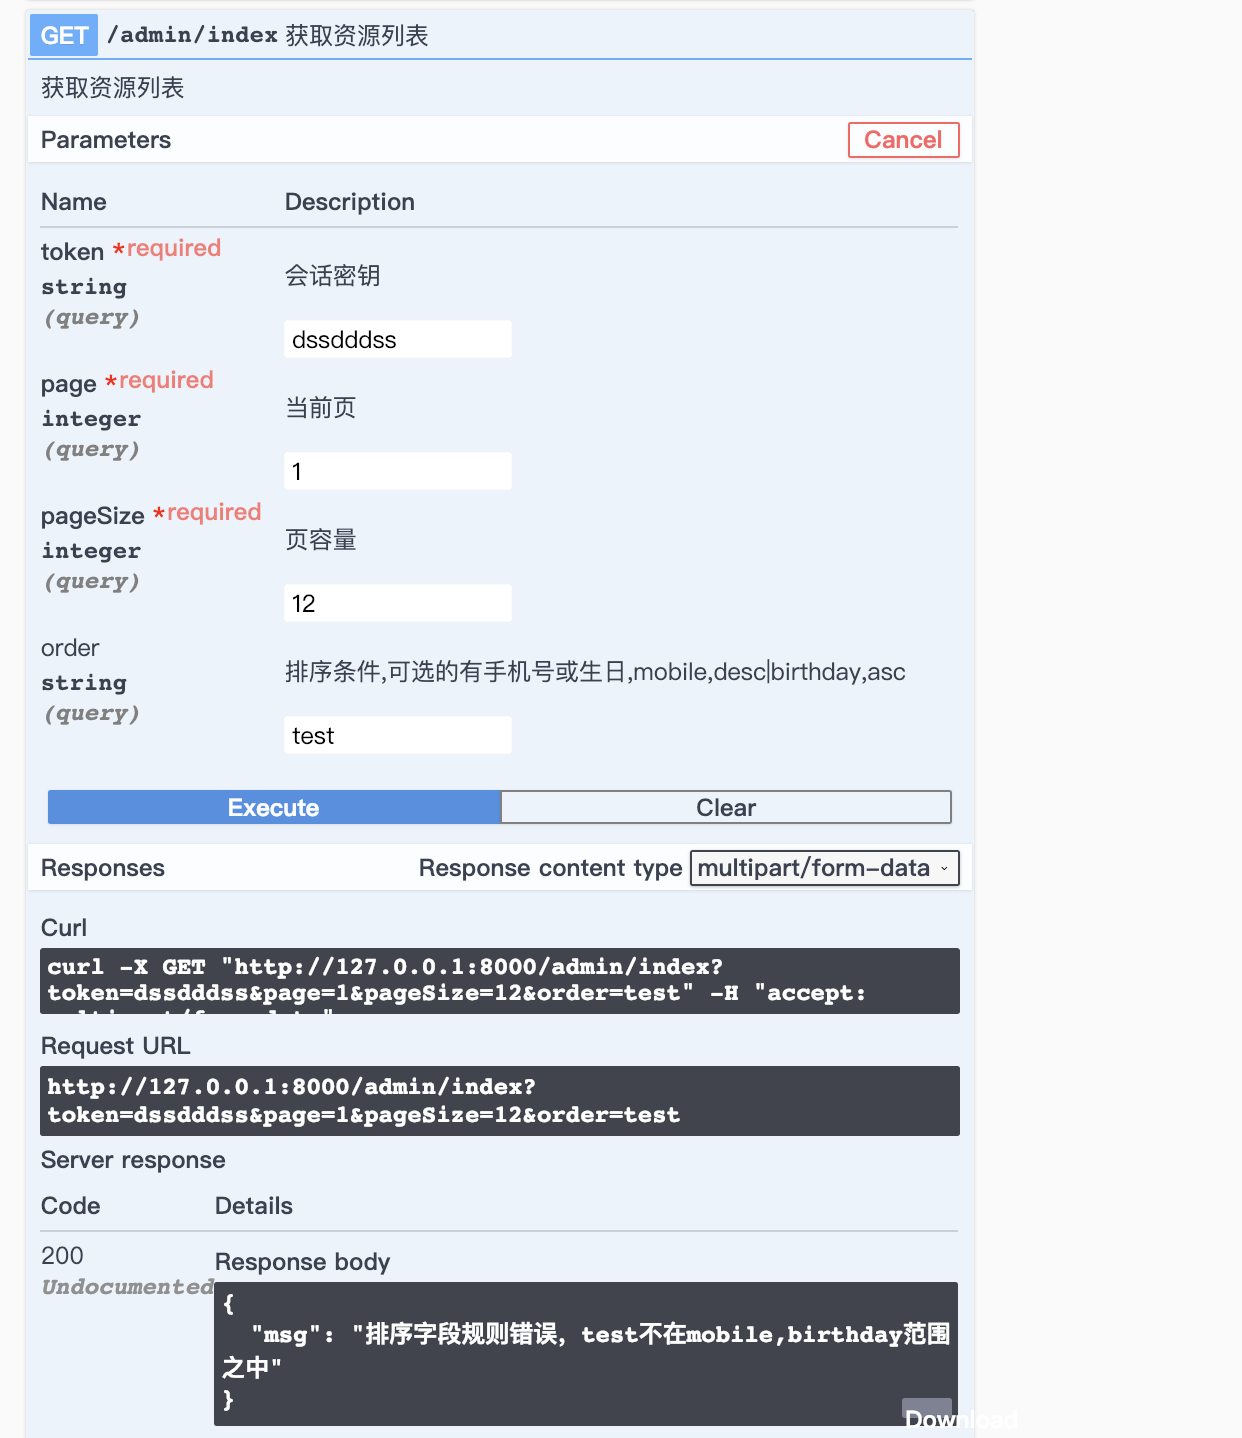 GET /admin/index 获取资源列表
获取资源列表
Parameters Cancel
Name Description
token *required
string
(query)
会话密钥
dssdddss
page *required
integer
(query)
当前页
1
pageSize *required
integer
(query)
页容量
12
order
string
(query)
排序条件,可选的有手机号或生日,mobile,desc|birthday,asc
test
Execute Clear
Responses Response content type multipart/form-data
Curl
curl -X GET "http://127.0.0.1:8000/admin/index?
token=dssdddss&page=1&pageSize=12&order=test" -H "accept:
Request URL
http://127.0.0.1:8000/admin/index?
token=dssdddss&page=1&pageSize=12&order=test
Server response
Code Details
200
Undocumented
Response body
{
"msg": "排序字段规则错误，test不在mobile,birthday范围
之中"
}
Download